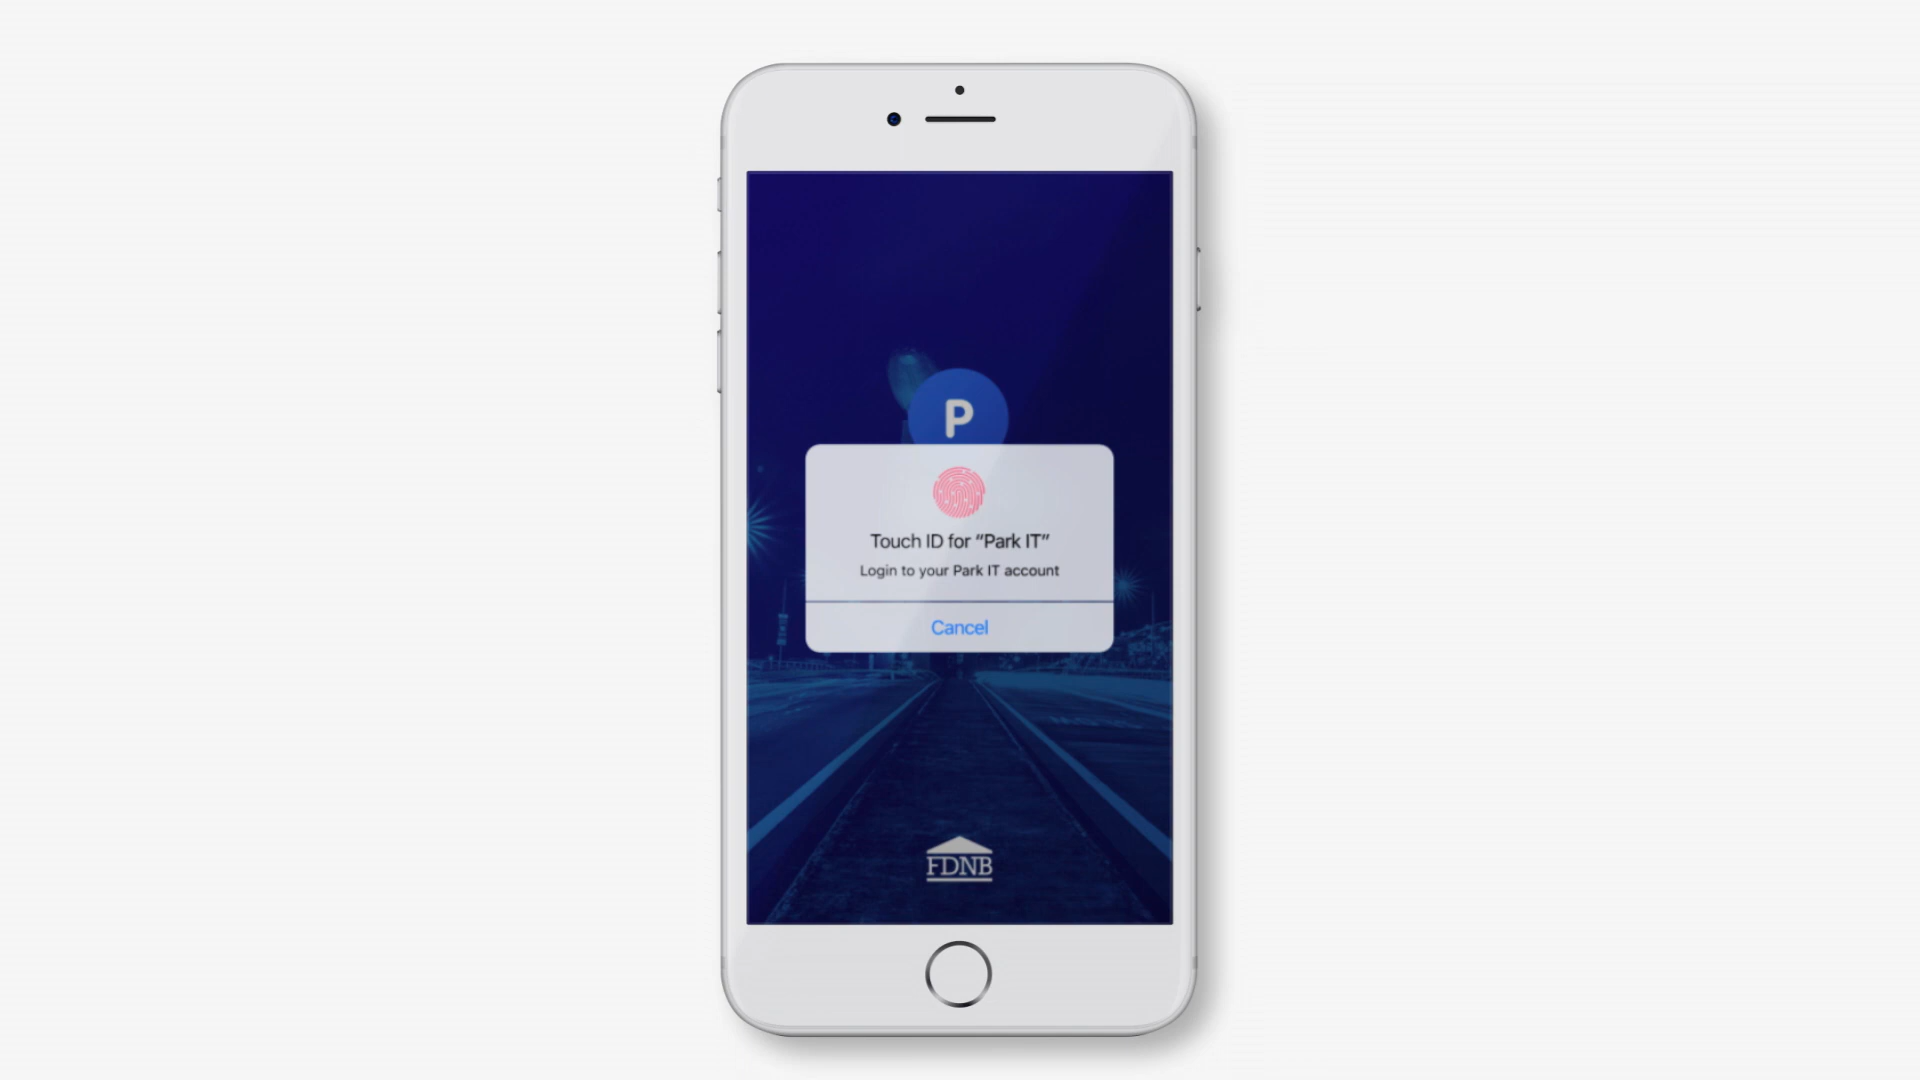 P
Touch ID for “Park IT”
Login to your Park IT account
Cancel
FDNB